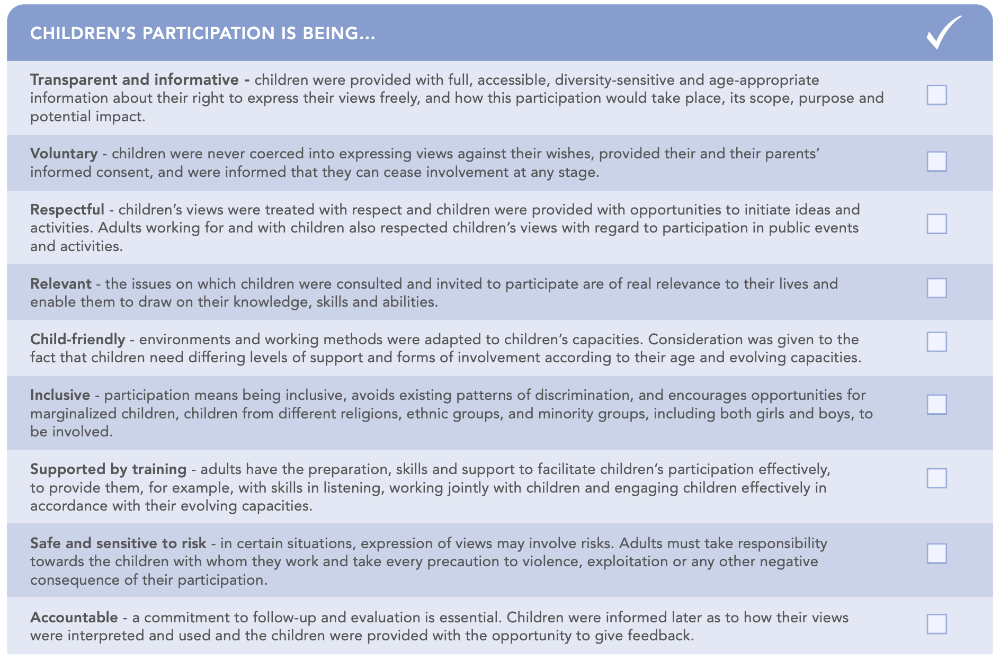 CHILDREN’S PARTICIPATION IS BEING...
Transparent and informative - children were provided with full, accessible, diversity-sensitive and age-appropriate
information about their right to express their views freely, and how this participation would take place, its scope, purpose and
potential impact.
Voluntary - children were never coerced into expressing views against their wishes, provided their and their parents’
informed consent, and were informed that they can cease involvement at any stage.
Respectful - children’s views were treated with respect and children were provided with opportunities to initiate ideas and
activities. Adults working for and with children also respected children’s views with regard to participation in public events
and activities.
Relevant - the issues on which children were consulted and invited to participate are of real relevance to their lives and
enable them to draw on their knowledge, skills and abilities.
Child-friendly - environments and working methods were adapted to children’s capacities. Consideration was given to the
fact that children need differing levels of support and forms of involvement according to their age and evolving capacities.
Inclusive - participation means being inclusive, avoids existing patterns of discrimination, and encourages opportunities for
marginalized children, children from different religions, ethnic groups, and minority groups, including both girls and boys, to
be involved.
Supported by training - adults have the preparation, skills and support to facilitate children’s participation effectively,
to provide them, for example, with skills in listening, working jointly with children and engaging children effectively in
accordance with their evolving capacities.
Safe and sensitive to risk - in certain situations, expression of views may involve risks. Adults must take responsibility
towards the children with whom they work and take every precaution to violence, exploitation or any other negative
consequence of their participation.
Accountable - a commitment to follow-up and evaluation is essential. Children were informed later as to how their views
were interpreted and used and the children were provided with the opportunity to give feedback.